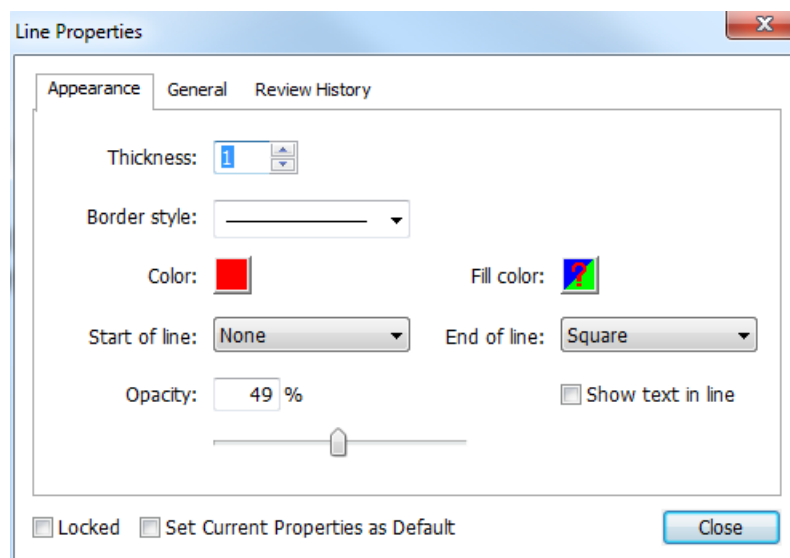 Line Properties
X
Appearance General Review History
Thickness: 1
Border style:
Color: Fill color: ?
Start of line: None End of line: Square
Opacity: 49 % Show text in line
Locked Set Current Properties as Default Close